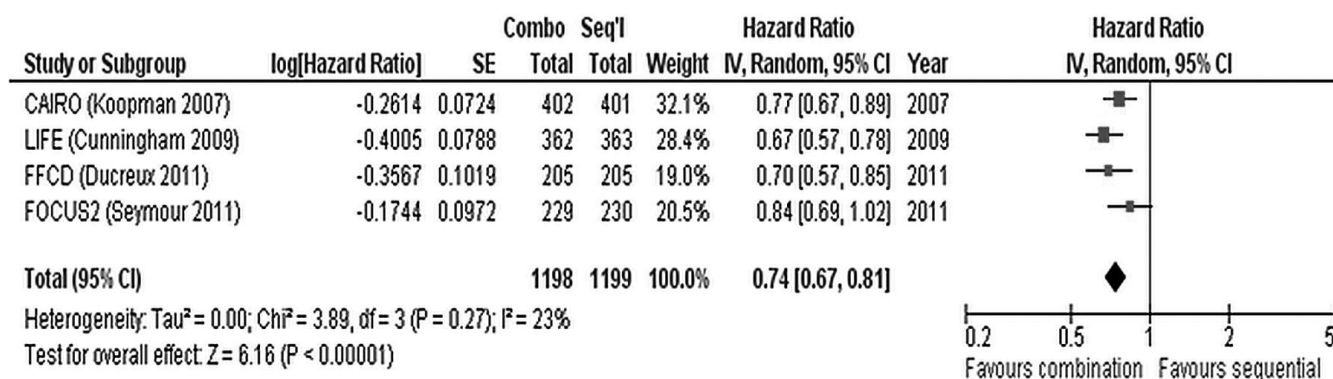 Combo Seq'l Hazard Ratio Hazard Ratio
Study or Subgroup log[Hazard Ratio] SE Total Total Weight IV, Random, 95% CI Year IV, Random, 95% CI
CAIRO (Koopman 2007) -0.2614 0.0724 402 401 32.1% 0.77 [0.67, 0.89] 2007
LIFE (Cunningham 2009) -0.4005 0.0788 362 363 28.4% 0.67 [0.57, 0.78] 2009
FFCD (Ducreux 2011) -0.3567 0.1019 205 205 19.0% 0.70 [0.57, 0.85] 2011
FOCUS2 (Seymour 2011) -0.1744 0.0972 229 230 20.5% 0.84 [0.69, 1.02] 2011
Total (95% CI) 1198 1199 100.0% 0.74 [0.67, 0.81]
Heterogeneity: Tau² = 0.00; Chi² = 3.89, df = 3 (P = 0.27); I² = 23%
Test for overall effect: Z = 6.16 (P < 0.00001)
0.2 0.5 1 2 5
Favours combination Favours sequential